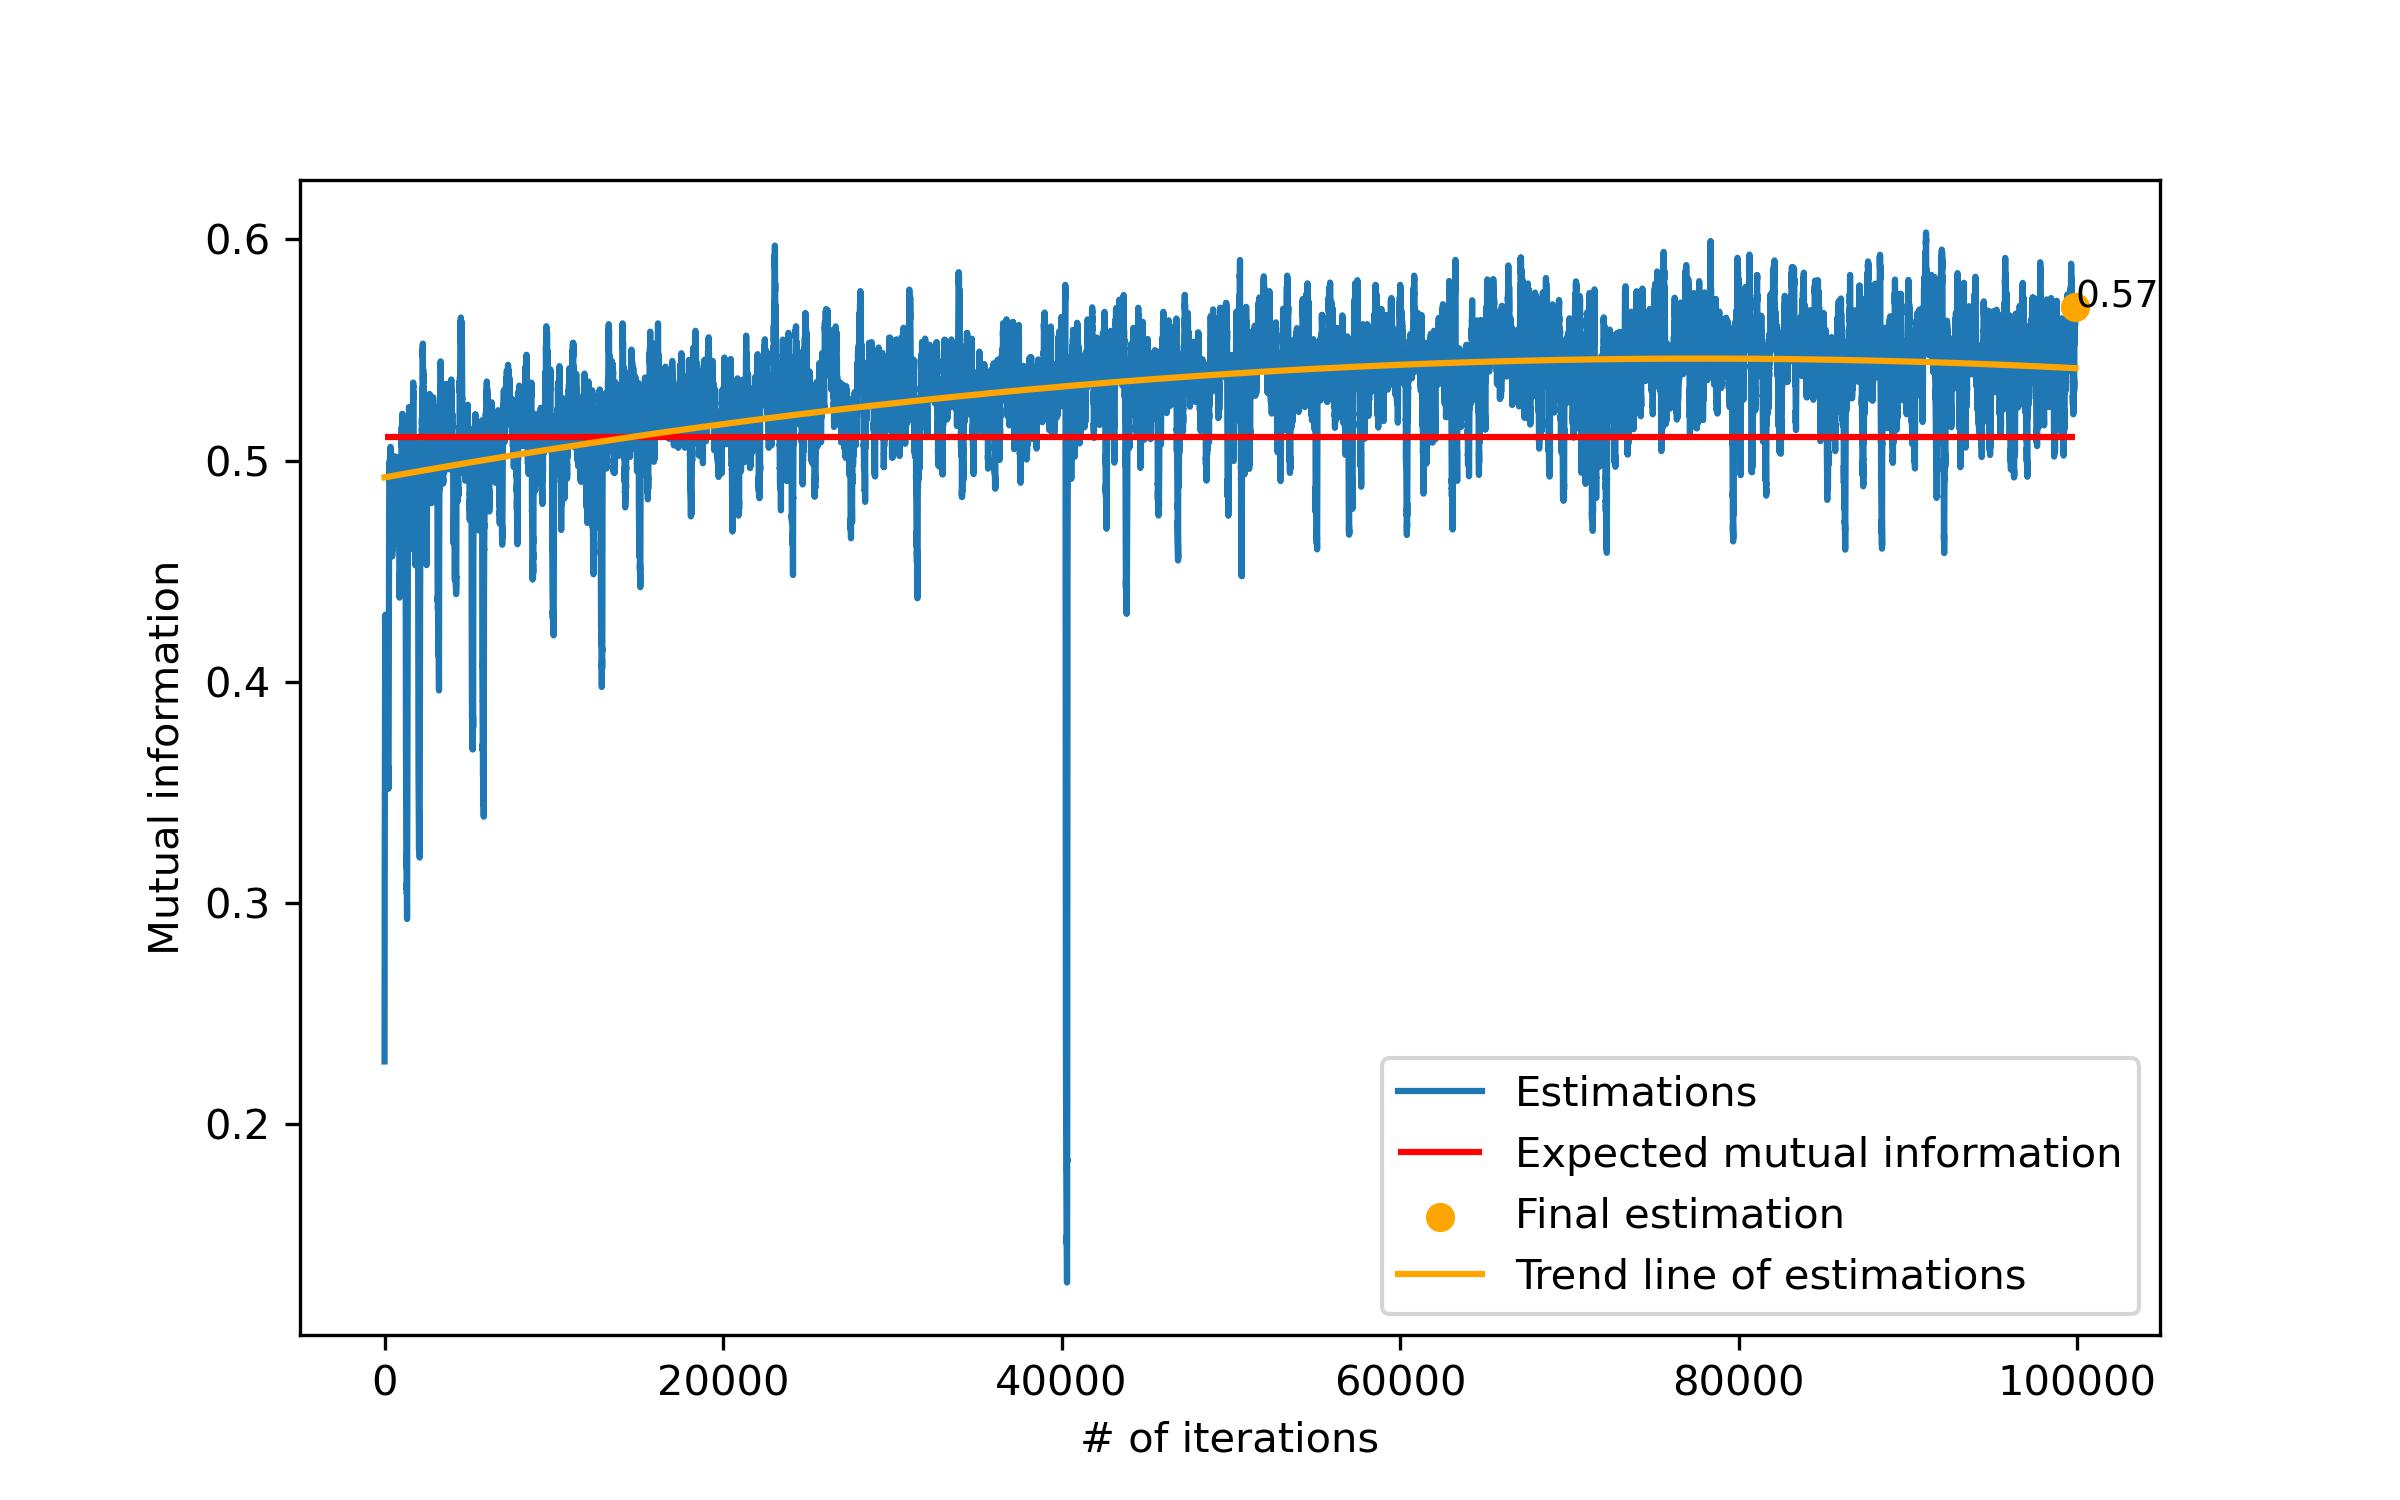 0.6
0.5
0.4
0.3
0.2
Mutual information
0.57
Estimations
Expected mutual information
Final estimation
Trend line of estimations
0 20000 40000 60000 80000 100000
# of iterations